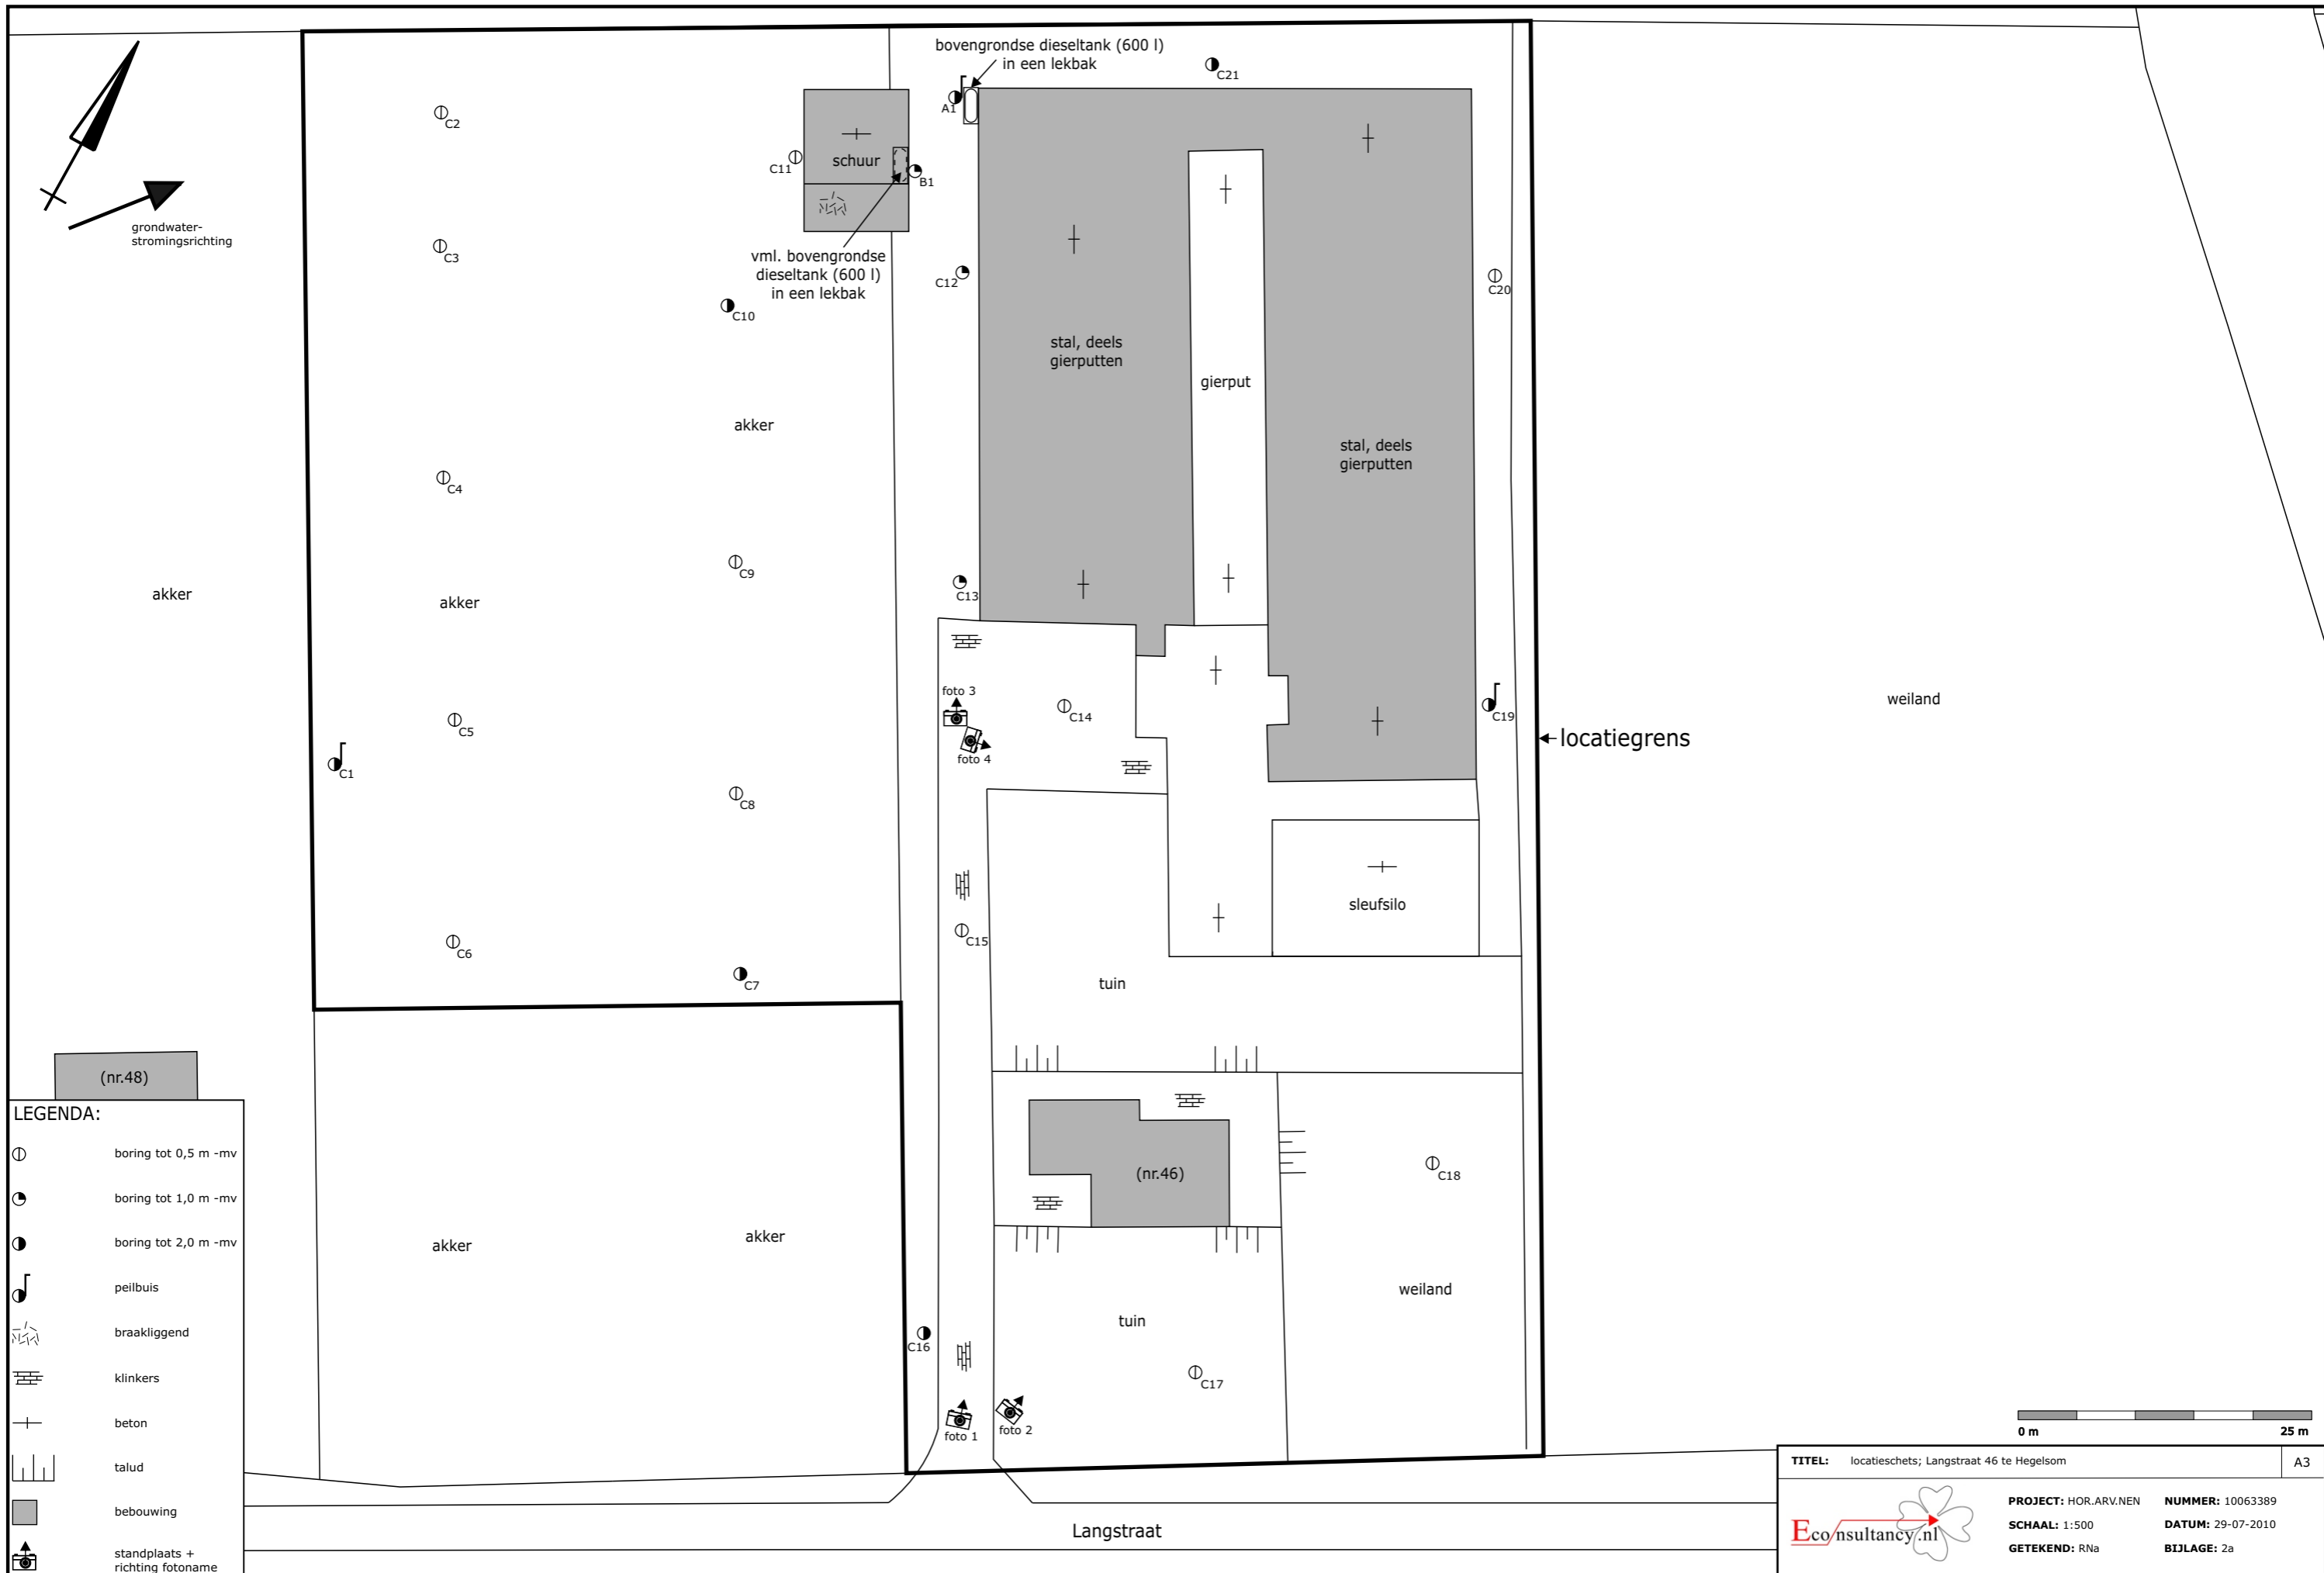 bovengrondse dieseltank (600 l)
in een lekbak
C21
A1
C2
C11
schuur
B1
grondwater-
stromingsrichting
C3
vml. bovengrondse
dieseltank (600 l)
in een lekbak
C12
C20
C10
stal, deels
gierputten
gierput
akker
stal, deels
gierputten
C4
C9
akker
akker
C13
foto 3
C14
C19
weiland
C5
foto 4
locatiegrens
C1
C8
sleufsilo
C15
C6
C7
tuin
(nr.48)
(nr.46)
C18
akker
akker
weiland
tuin
C16
C17
foto 1
foto 2
Langstraat
LEGENDA:
boring tot 0,5 m -mv
boring tot 1,0 m -mv
boring tot 2,0 m -mv
peilbuis
braakliggend
klinkers
beton
talud
bebouwing
standplaats +
richting fotoname
0 m 25 m
TITEL: locatieschets; Langstraat 46 te Hegelsom A3
Econsultancy.nl
PROJECT: HOR.ARV.NEN NUMMER: 10063389
SCHAAL: 1:500 DATUM: 29-07-2010
GETEKEND: RNa BIJLAGE: 2a